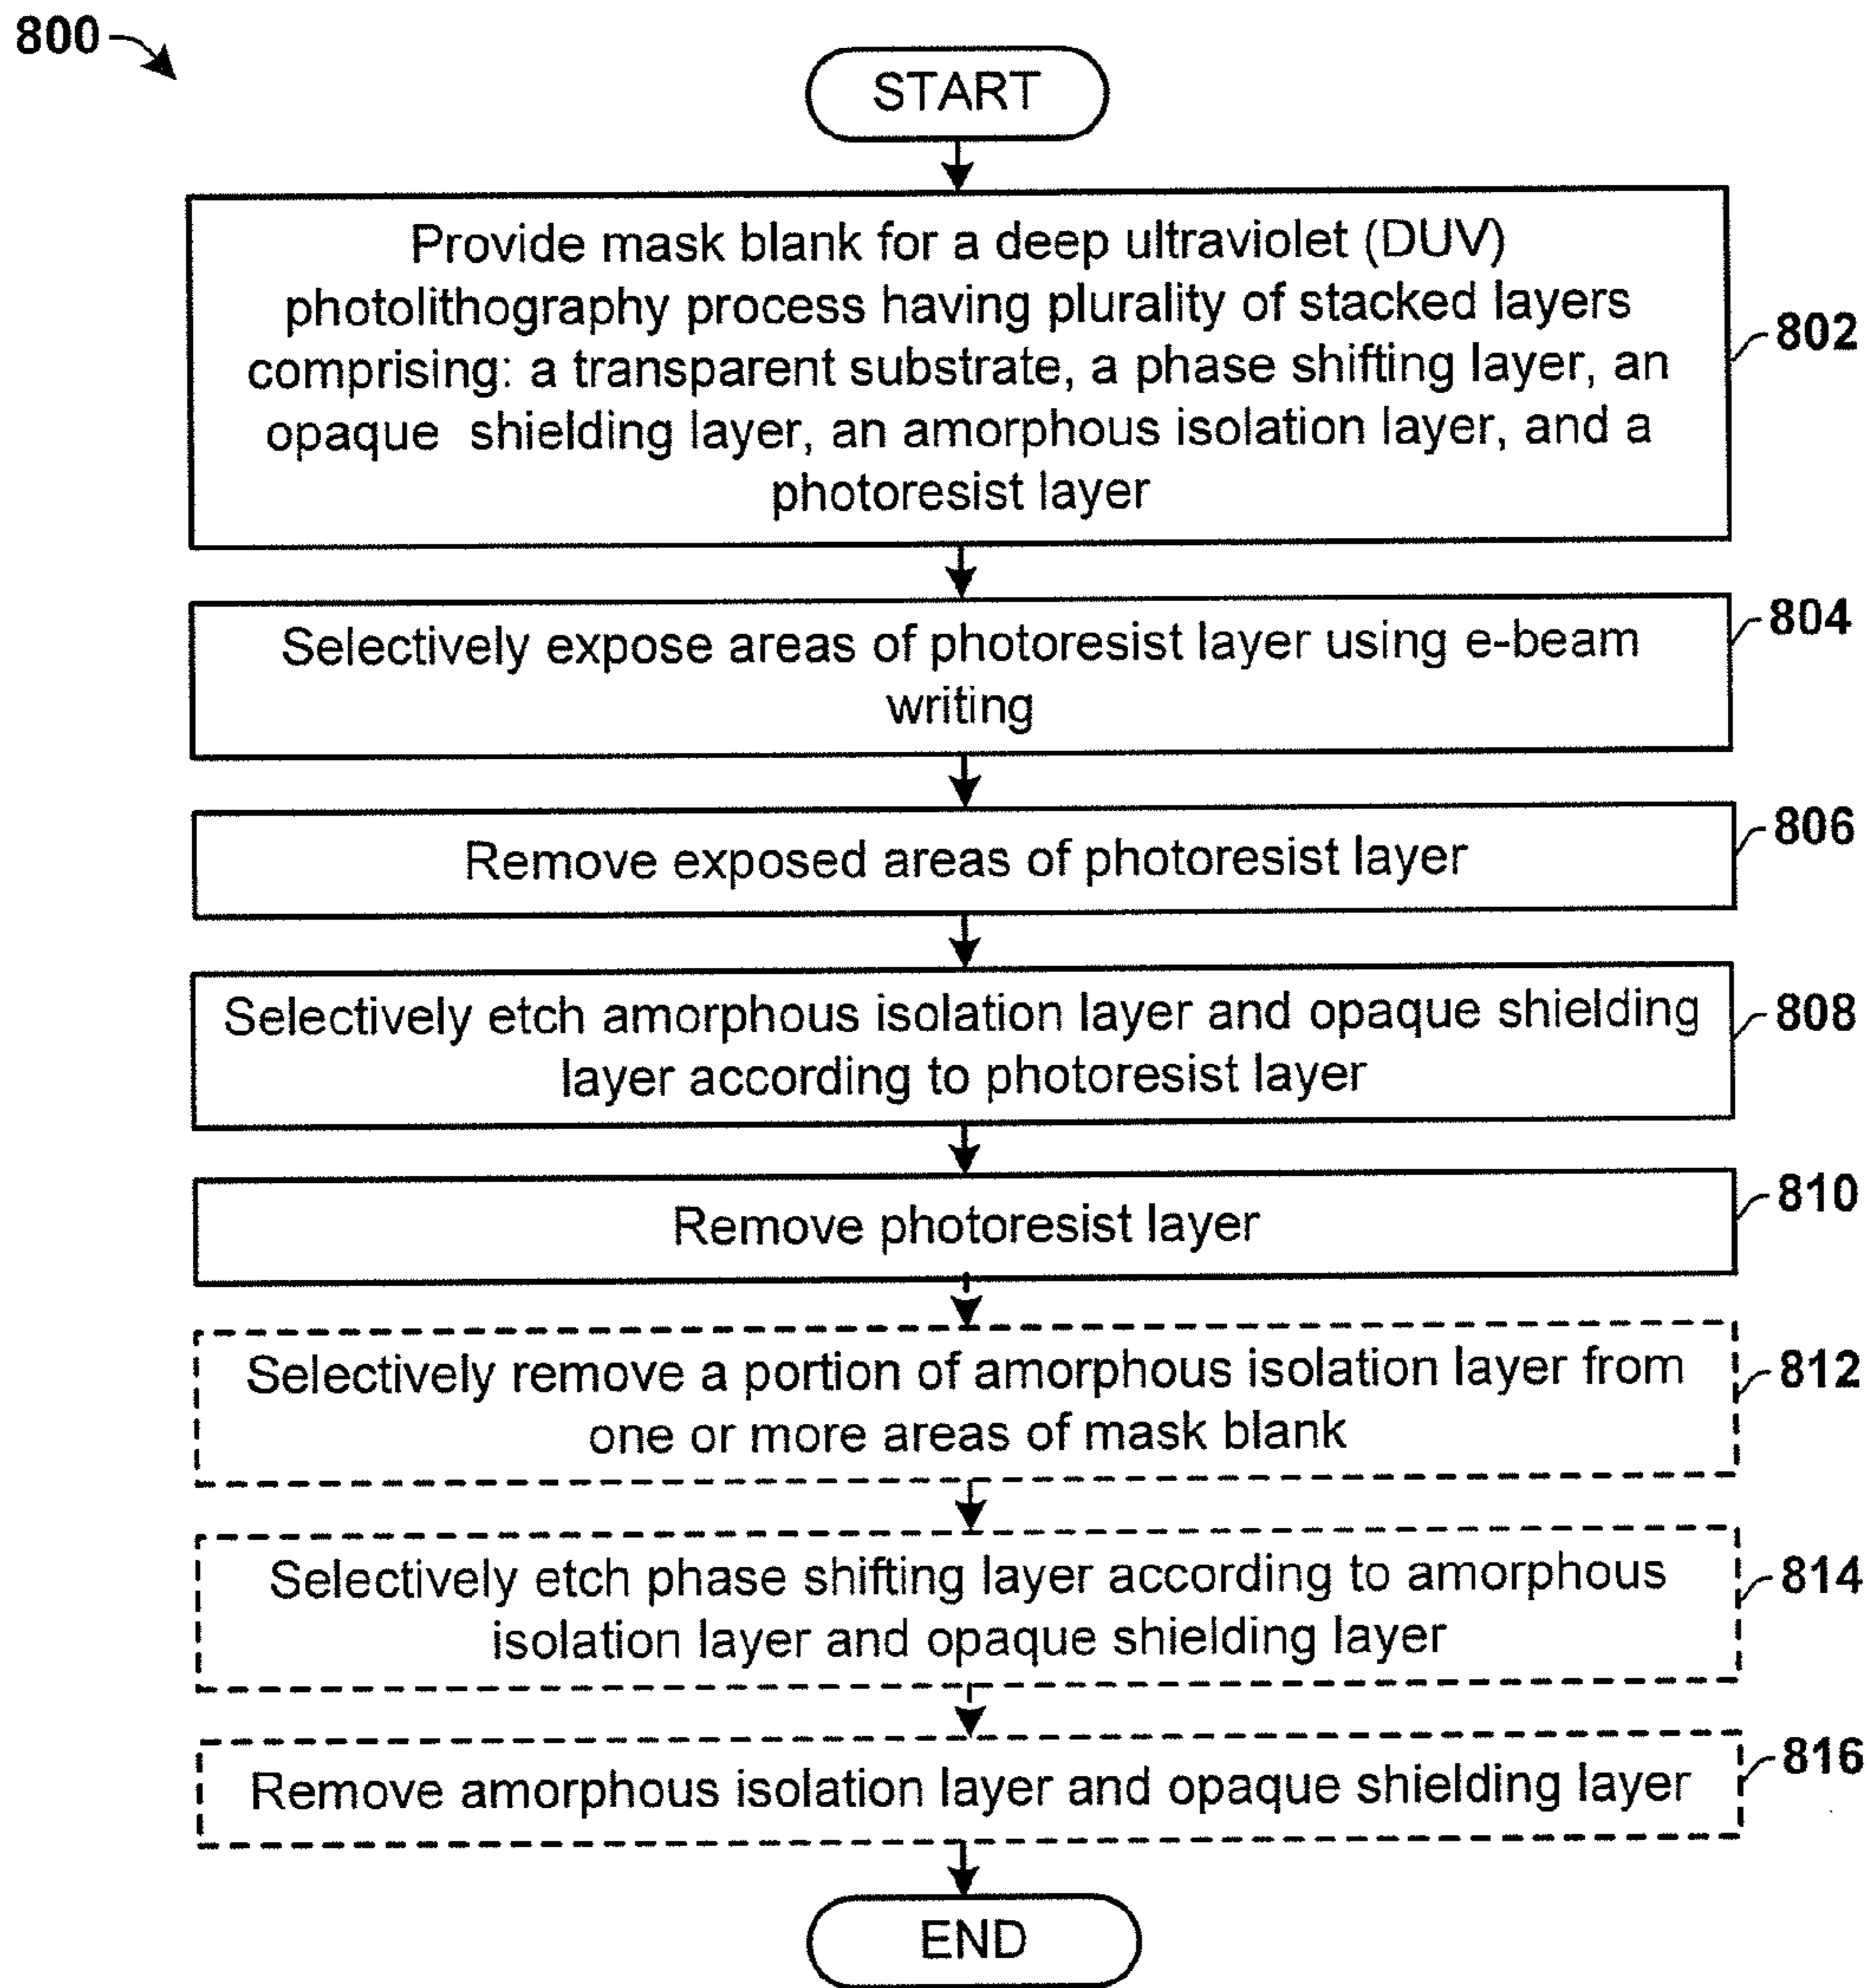 800
START
Provide mask blank for a deep ultraviolet (DUV)
photolithography process having plurality of stacked layers
comprising: a transparent substrate, a phase shifting layer, an
opaque shielding layer, an amorphous isolation layer, and a
photoresist layer
802
Selectively expose areas of photoresist layer using e-beam
writing
804
Remove exposed areas of photoresist layer
806
Selectively etch amorphous isolation layer and opaque shielding
layer according to photoresist layer
808
Remove photoresist layer
810
Selectively remove a portion of amorphous isolation layer from
one or more areas of mask blank
812
Selectively etch phase shifting layer according to amorphous
isolation layer and opaque shielding layer
814
Remove amorphous isolation layer and opaque shielding layer
816
END